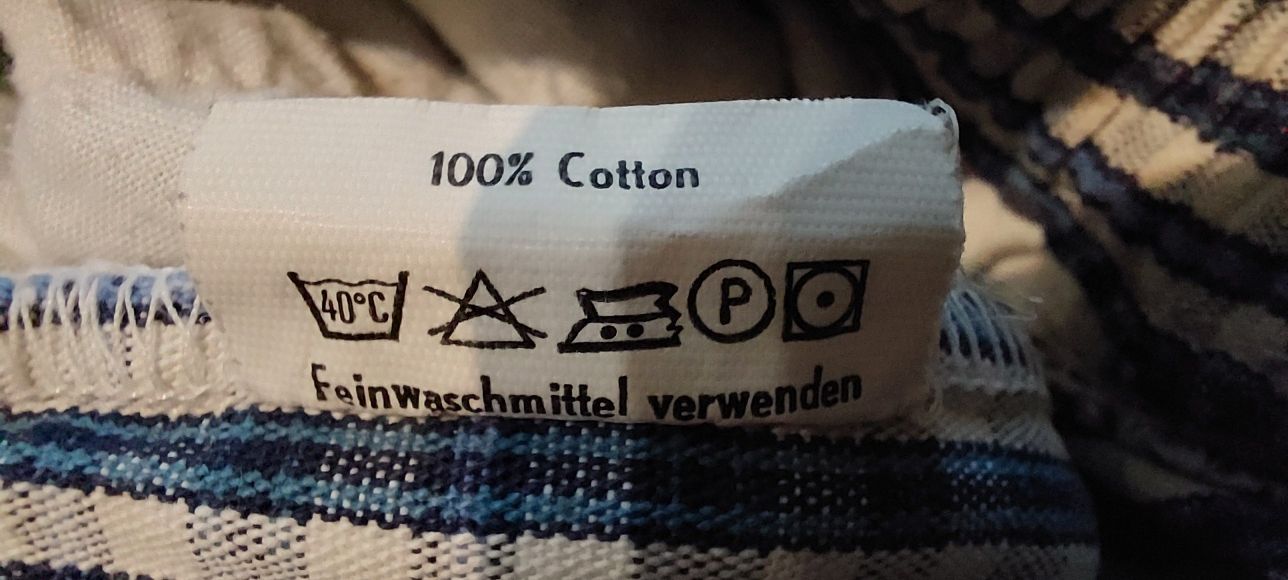 100% Cotton
40°C P
Feinwaschmittel verwenden